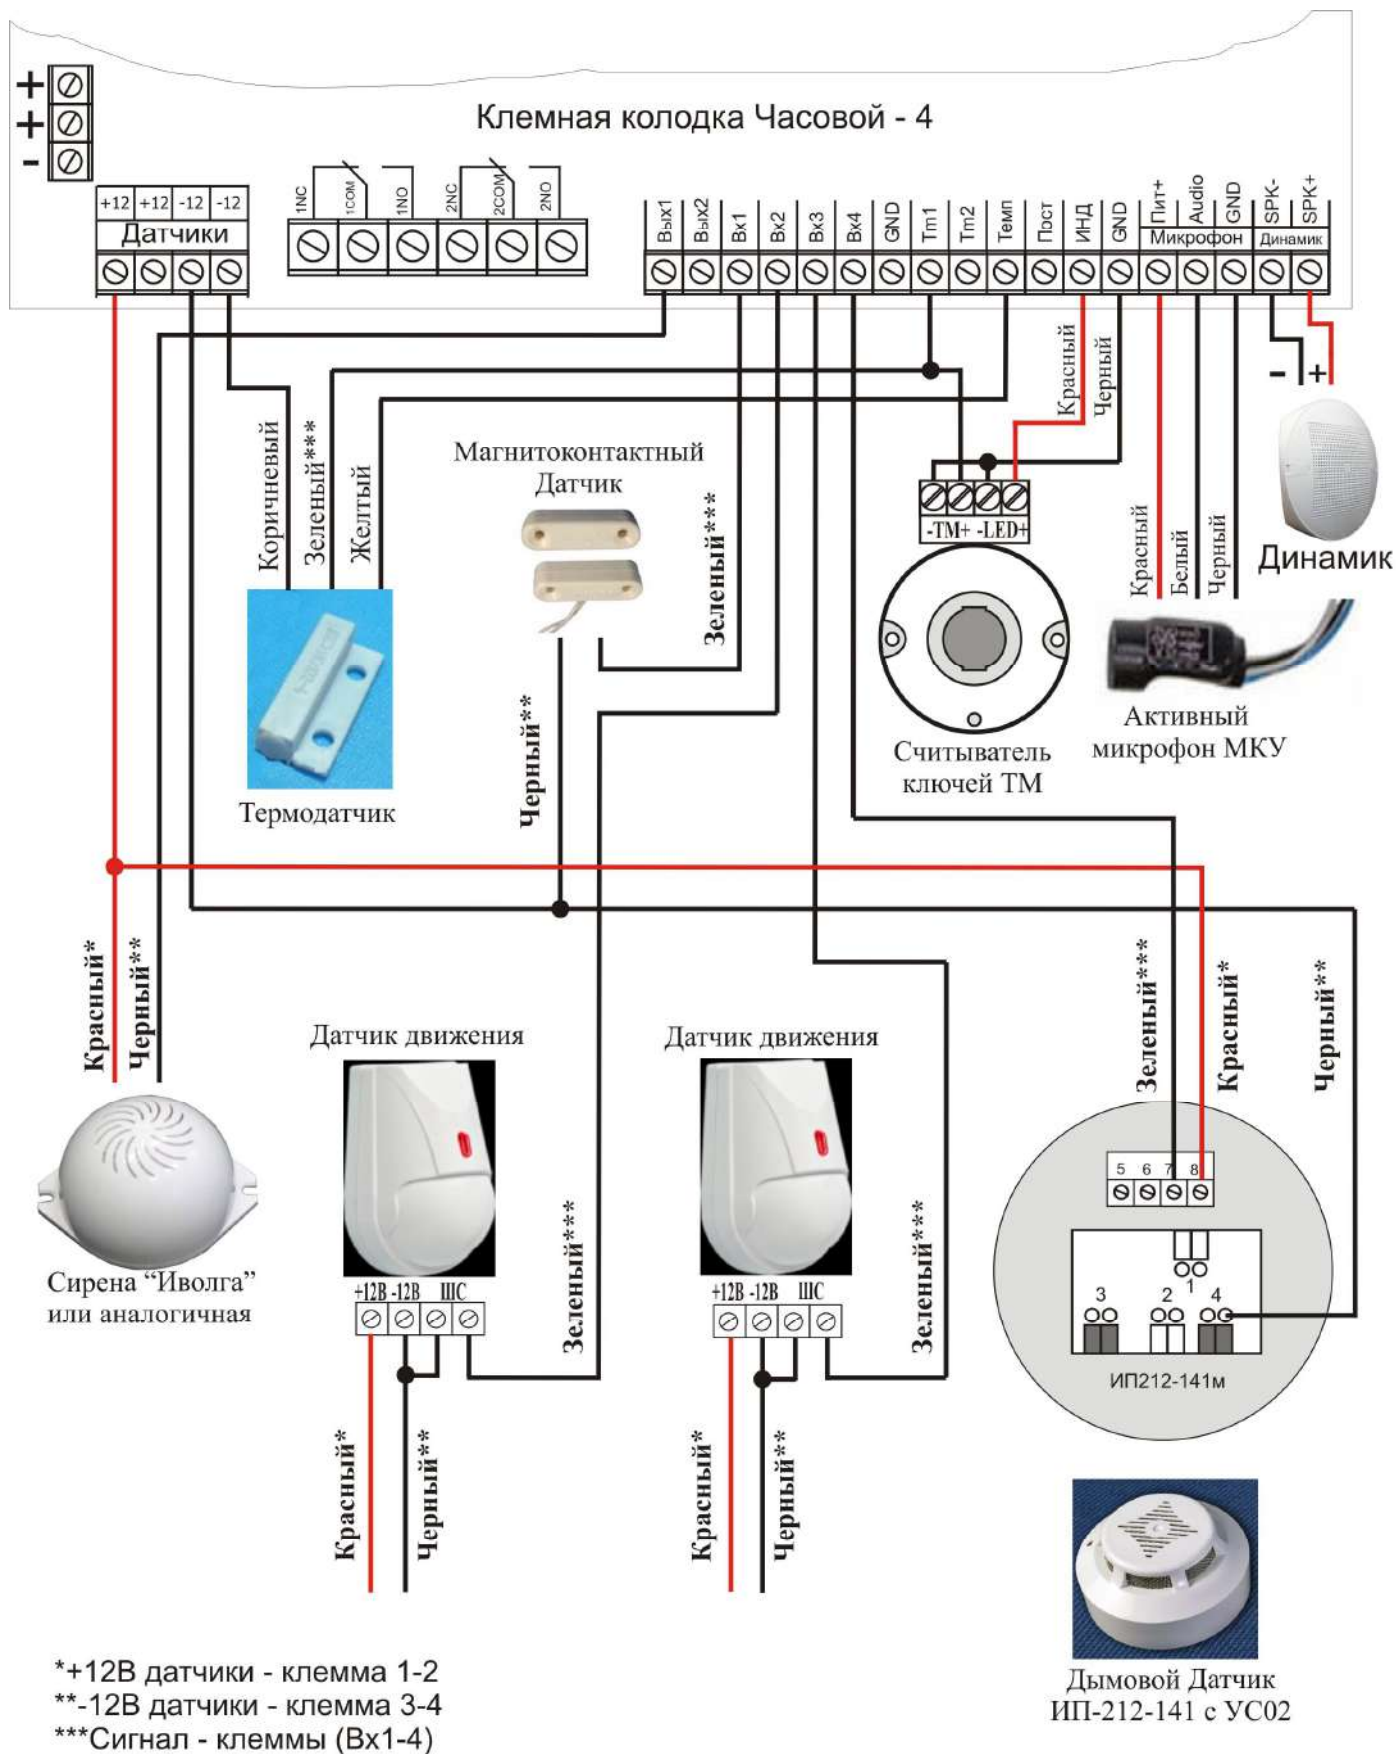 Клемная колодка Часовой - 4
+
+
-
+12 +12 -12 -12
Датчики
1NC
1COM
1NO
2NC
2COM
2NO
Вых1
Вых2
Вх1
Вх2
Вх3
Вх4
GND
Tm1
Tm2
Темп
Пост
ИНД
GND
Пит+
Audio
GND
SPK-
SPK+
Микрофон
Динамик
Красный
Черный
- +
Динамик
Коричневый
Зеленый***
Желтый
Термодатчик
Магнитоконтактный
Датчик
Зеленый***
Черный**
-TM+ -LED+
Считыватель
ключей ТМ
Красный
Белый
Черный
Активный
микрофон МКУ
Красный*
Черный**
Сирена “Иволга”
или аналогичная
Датчик движения
+12В -12В ШС
Зеленый***
Красный*
Черный**
Датчик движения
+12В -12В ШС
Зеленый***
Красный*
Черный**
Зеленый***
Красный*
Черный**
5 6 7 8
1
3 2 4
ИП212-141м
Дымовой Датчик
ИП-212-141 с УС02
*+12В датчики - клемма 1-2
**-12В датчики - клемма 3-4
***Сигнал - клеммы (Вх1-4)